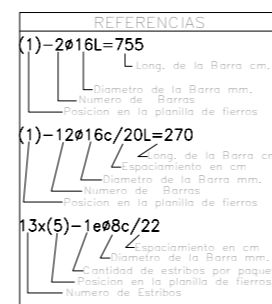 REFERENCIAS
(1)-2ø16L=755
Long. de la Barra cm.
Diametro de la Barra mm.
Numero de Barras
Posicion en la planilla de fierros
(1)-12ø16c/20L=270
Long. de la Barra cm
Espaciamiento en cm
Diametro de la Barra mm.
Numero de Barras
Posicion en la planilla de fierros
13x(5)-1eø8c/22
Espaciamiento en cm
Diametro de la Barra mm.
Cantidad de estribos por paque
Posicion en la planilla de fierros
Numero de Estribos